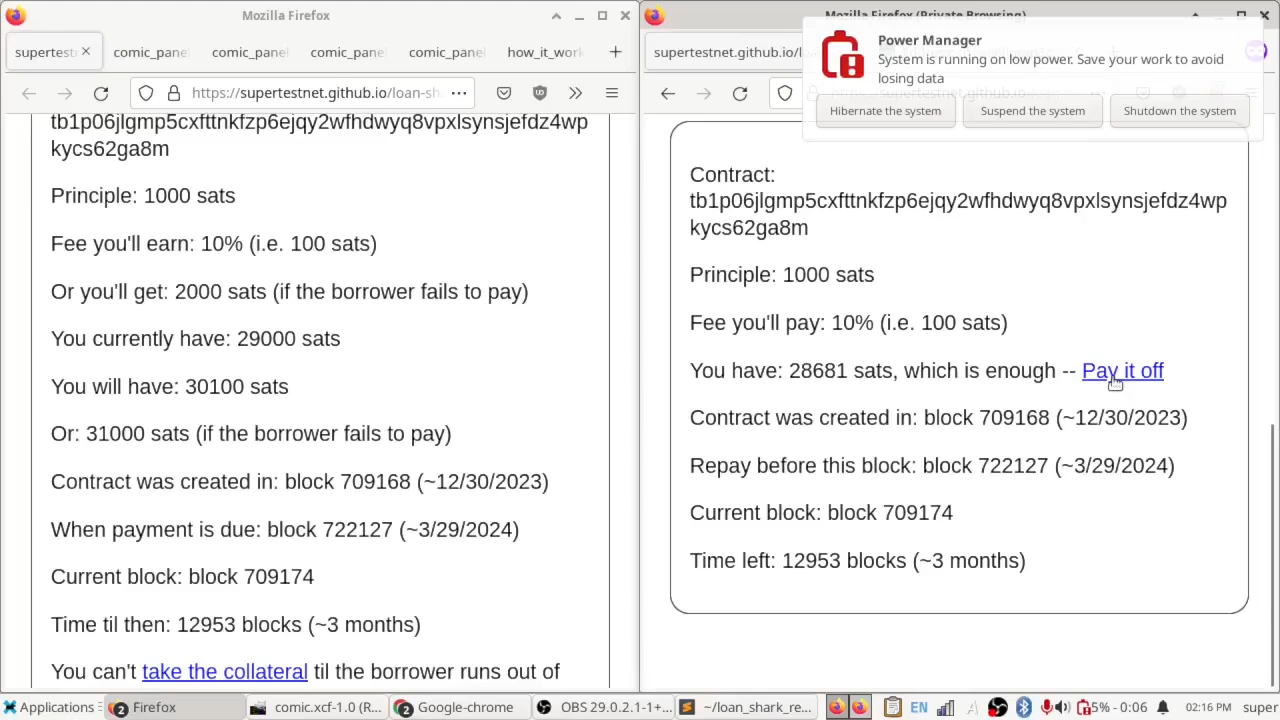 Mozilla Firefox
supertestn
comic_pane
comic_pane
comic_pane
comic_pane
how_it_work
https://supertestnet.github.io/loan-sh
tb1p06jlgmp5cxfttnkfzp6ejqy2wfhdwyq8vpxlsynsjefdz4wp
kycs62ga8m
Principle: 1000 sats
Fee you'll earn: 10% (i.e. 100 sats)
Or you'll get: 2000 sats (if the borrower fails to pay)
You currently have: 29000 sats
You will have: 30100 sats
Or: 31000 sats (if the borrower fails to pay)
Contract was created in: block 709168 (~12/30/2023)
When payment is due: block 722127 (~3/29/2024)
Current block: block 709174
Time til then: 12953 blocks (~3 months)
You can't take the collateral til the borrower runs out of
Mozilla Firefox (Private Browsing)
supertestnet.github.io/loa
Power Manager
System is running on low power. Save your work to avoid
losing data
Hibernate the system
Suspend the system
Shutdown the system
Contract:
tb1p06jlgmp5cxfttnkfzp6ejqy2wfhdwyq8vpxlsynsjefdz4wp
kycs62ga8m
Principle: 1000 sats
Fee you'll pay: 10% (i.e. 100 sats)
You have: 28681 sats, which is enough -- Pay it off
Contract was created in: block 709168 (~12/30/2023)
Repay before this block: block 722127 (~3/29/2024)
Current block: block 709174
Time left: 12953 blocks (~3 months)
Applications
2 Firefox
comic.xcf-1.0 (R...
2 Google-chrome
OBS 29.0.2.1-1+...
~/loan_shark_re...
EN
5% - 0:06
02:16 PM
super